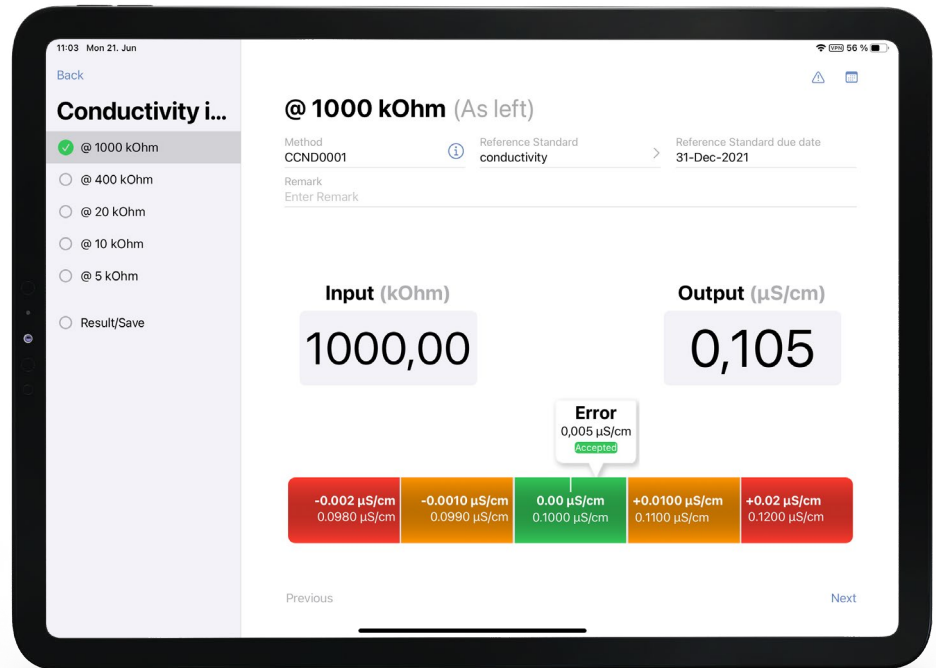 11:03 Mon 21. Jun
VPN 56 %
Back
Conductivity i...
@ 1000 kOhm
@ 400 kOhm
@ 20 kOhm
@ 10 kOhm
@ 5 kOhm
Result/Save
@ 1000 kOhm (As left)
Method
CCND0001
Reference Standard
conductivity
Reference Standard due date
31-Dec-2021
Remark
Enter Remark
Input (kOhm)
1000,00
Output (µS/cm)
0,105
Error
0,005 µS/cm
Accepted
-0.002 µS/cm
0.0980 µS/cm
-0.0010 µS/cm
0.0990 µS/cm
0.00 µS/cm
0.1000 µS/cm
+0.0100 µS/cm
0.1100 µS/cm
+0.02 µS/cm
0.1200 µS/cm
Previous
Next